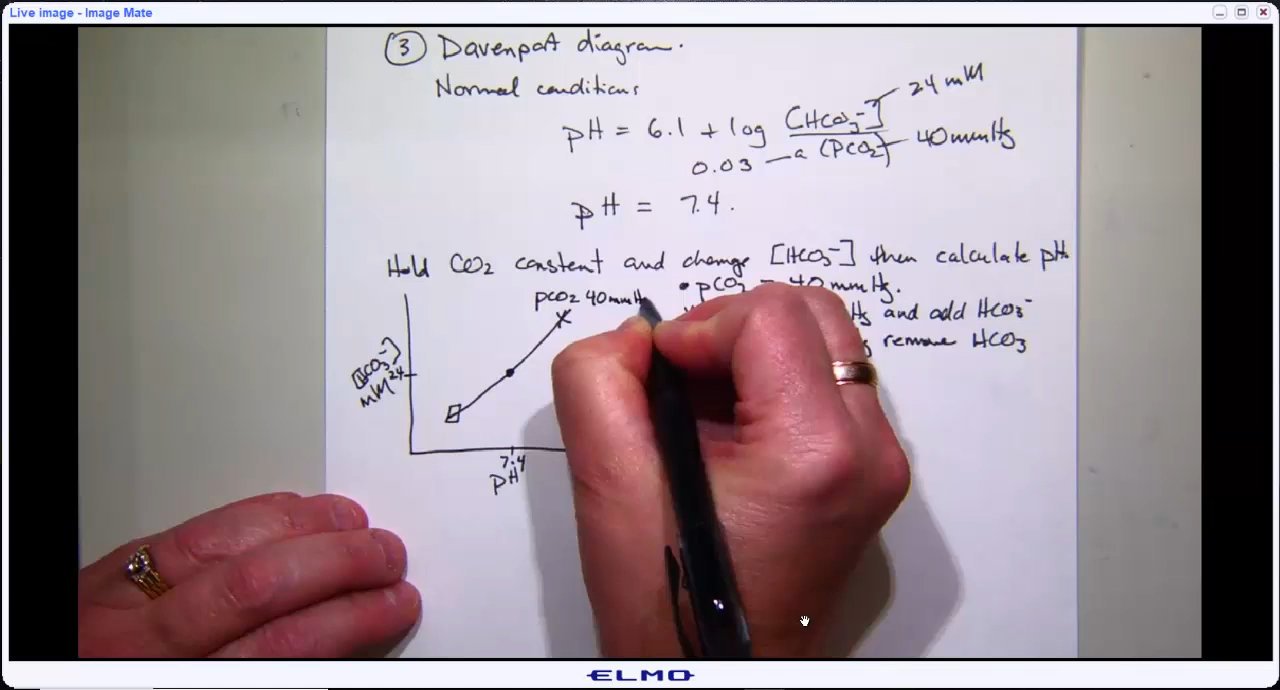 Live image - Image Mate
③ Davenport diagram.
Normal conditions
pH = 6.1 + log [HCO₃⁻] 24 mM
0.03 a (PCO₂) 40 mmHg
pH = 7.4.
Hold CO₂ constant and change [HCO₃⁻] then calculate pH
• pCO₂ = 40 mmHg.
and add HCO₃⁻
remove HCO₃
pCO₂ 40 mmHg
[HCO₃⁻]
mM
24
7.4
pH
ELMO